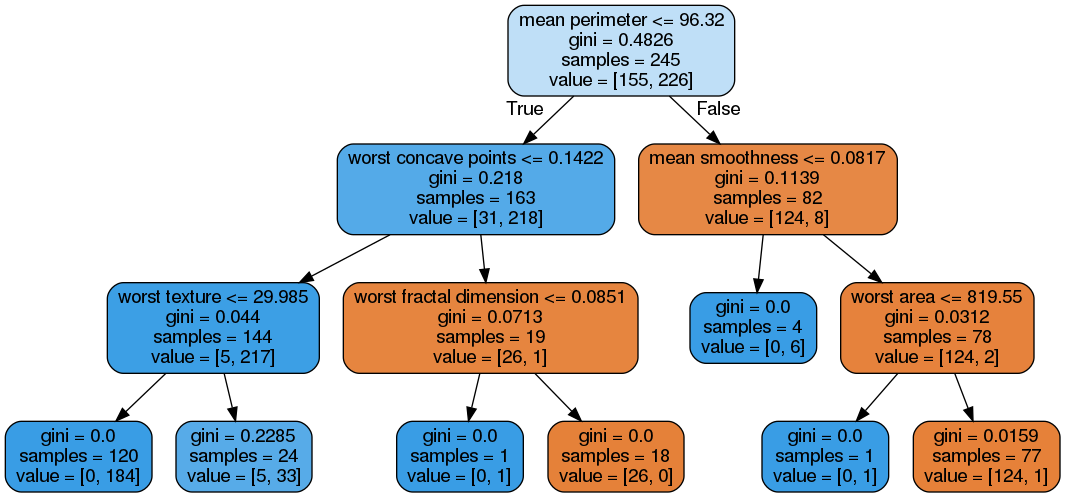 mean perimeter <= 96.32
gini = 0.4826
samples = 245
value = [155, 226]
True
False
worst concave points <= 0.1422
gini = 0.218
samples = 163
value = [31, 218]
mean smoothness <= 0.0817
gini = 0.1139
samples = 82
value = [124, 8]
worst texture <= 29.985
gini = 0.044
samples = 144
value = [5, 217]
worst fractal dimension <= 0.0851
gini = 0.0713
samples = 19
value = [26, 1]
gini = 0.0
samples = 4
value = [0, 6]
worst area <= 819.55
gini = 0.0312
samples = 78
value = [124, 2]
gini = 0.0
samples = 120
value = [0, 184]
gini = 0.2285
samples = 24
value = [5, 33]
gini = 0.0
samples = 1
value = [0, 1]
gini = 0.0
samples = 18
value = [26, 0]
gini = 0.0
samples = 1
value = [0, 1]
gini = 0.0159
samples = 77
value = [124, 1]